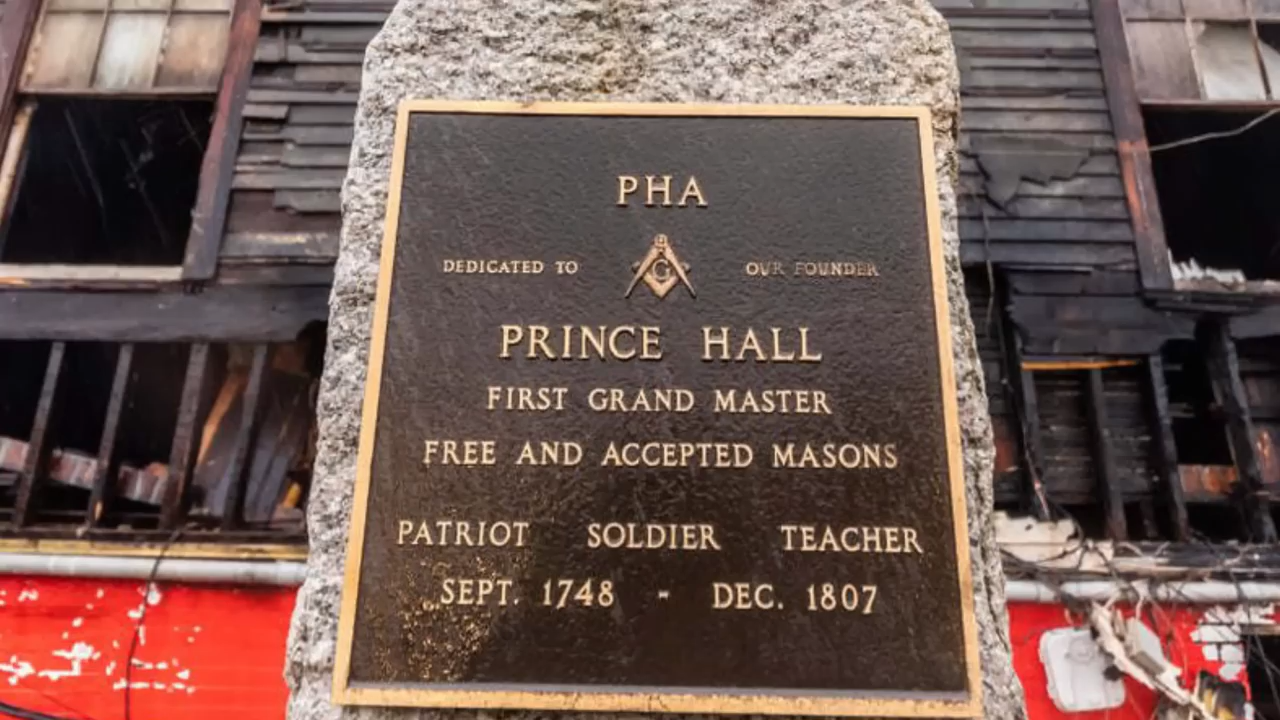 PHA
DEDICATED TO G OUR FOUNDER
PRINCE HALL
FIRST GRAND MASTER
FREE AND ACCEPTED MASONS
PATRIOT SOLDIER TEACHER
SEPT. 1748 - DEC. 1807